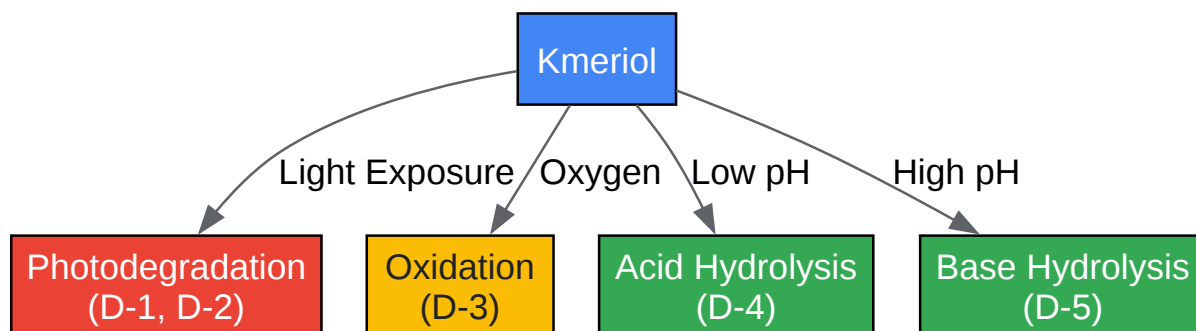 Kmeriol
Light Exposure
Oxygen
Low pH
High pH
Photodegradation
(D-1, D-2)
Oxidation
(D-3)
Acid Hydrolysis
(D-4)
Base Hydrolysis
(D-5)